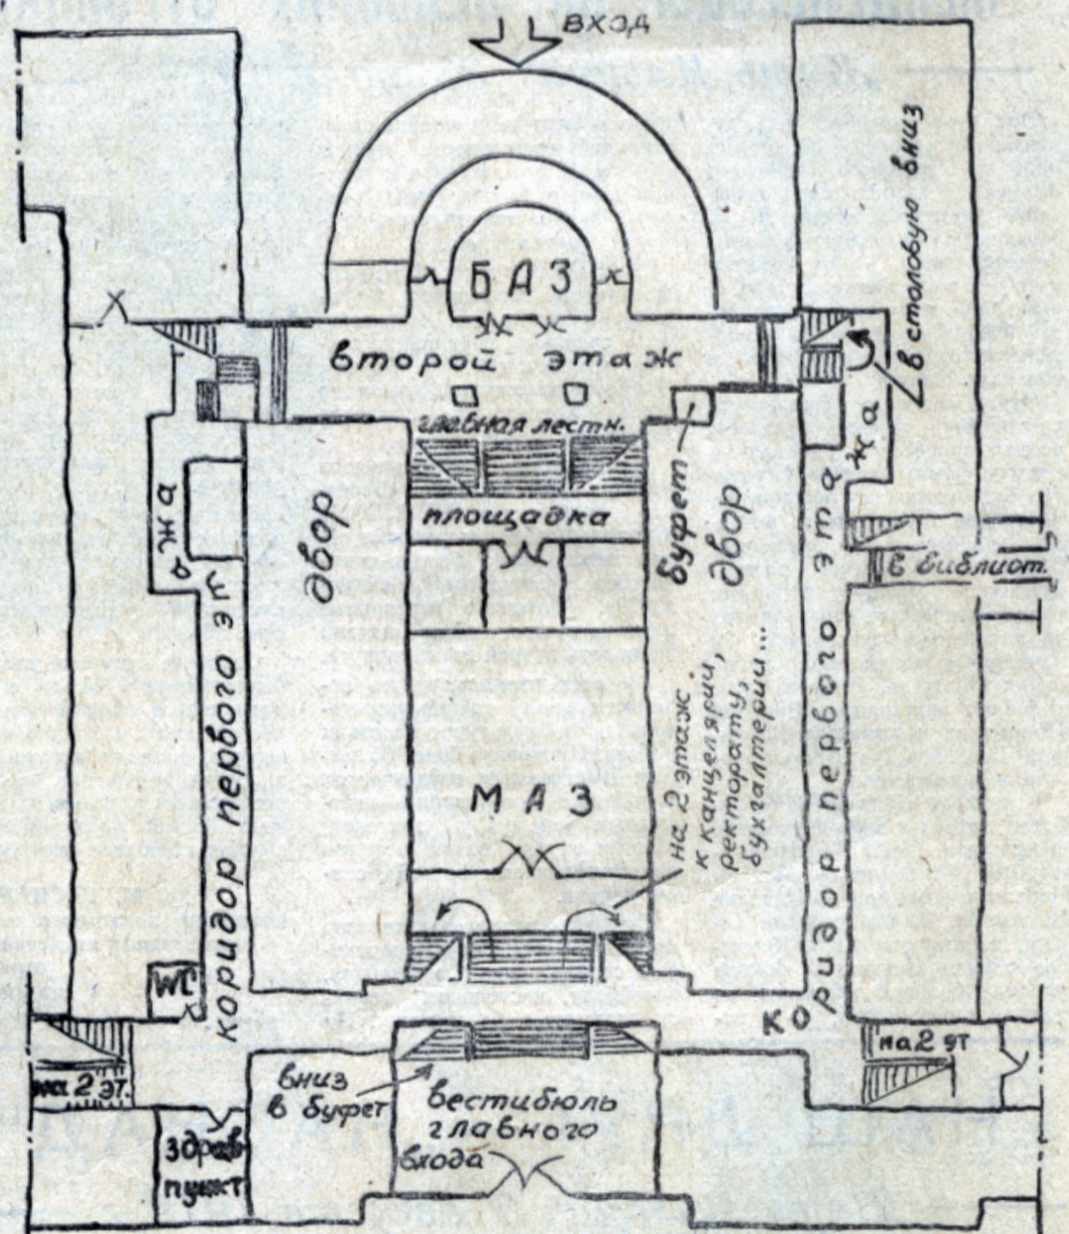 ВХОД
БАЗ
второй этаж
главная лестн.
площадка
в столовую вниз
буфет
двор
двор
коридор первого этажа
коридор первого этажа
в библиот.
МАЗ
на 2 этаж
к канцелярии,
ректорату,
бухгалтерии...
WC
на 2 эт.
на 2 эт
вниз
в буфет
вестибюль
главного
входа
здрав
пункт